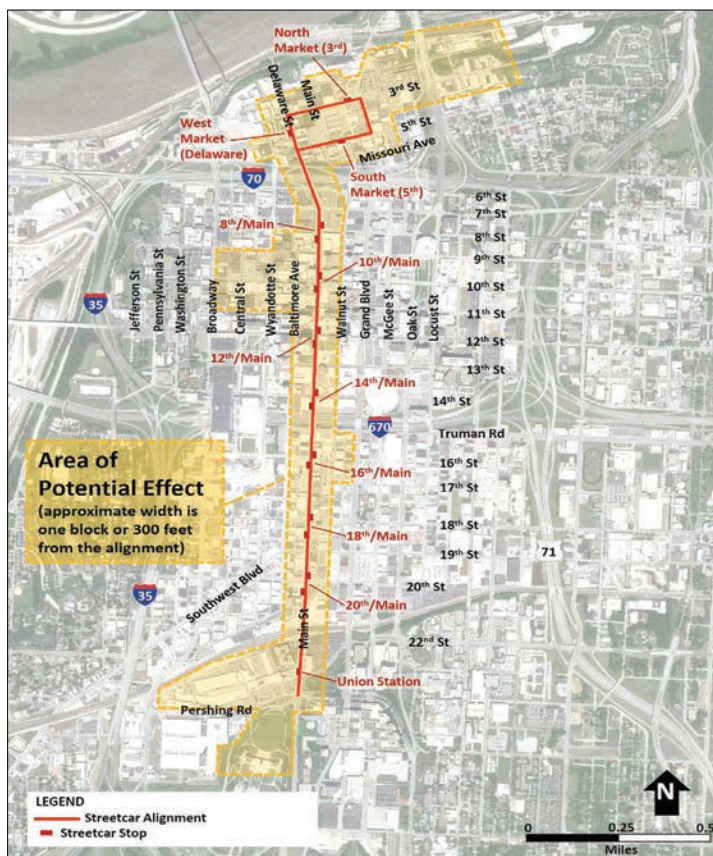 North
Market (3rd)
Delaware St
Main St
3rd St
West
Market
(Delaware)
5th St
Missouri Ave
South
Market (5th)
70
6th St
7th St
8th/Main
8th St
9th St
10th/Main
10th St
35
Jefferson St
Pennsylvania St
Washington St
Broadway
Central St
Wyandotte St
Baltimore Ave
Walnut St
Grand Blvd
McGee St
Oak St
Locust St
11th St
12th/Main
12th St
13th St
14th/Main
14th St
670
Truman Rd
Area of
Potential Effect
(approximate width is
one block or 300 feet
from the alignment)
16th/Main
16th St
17th St
18th/Main
18th St
19th St
71
35
Southwest Blvd
20th/Main
20th St
Main St
22nd St
Union Station
Pershing Rd
LEGEND
Streetcar Alignment
Streetcar Stop
N
0 0.25 0.5
Miles